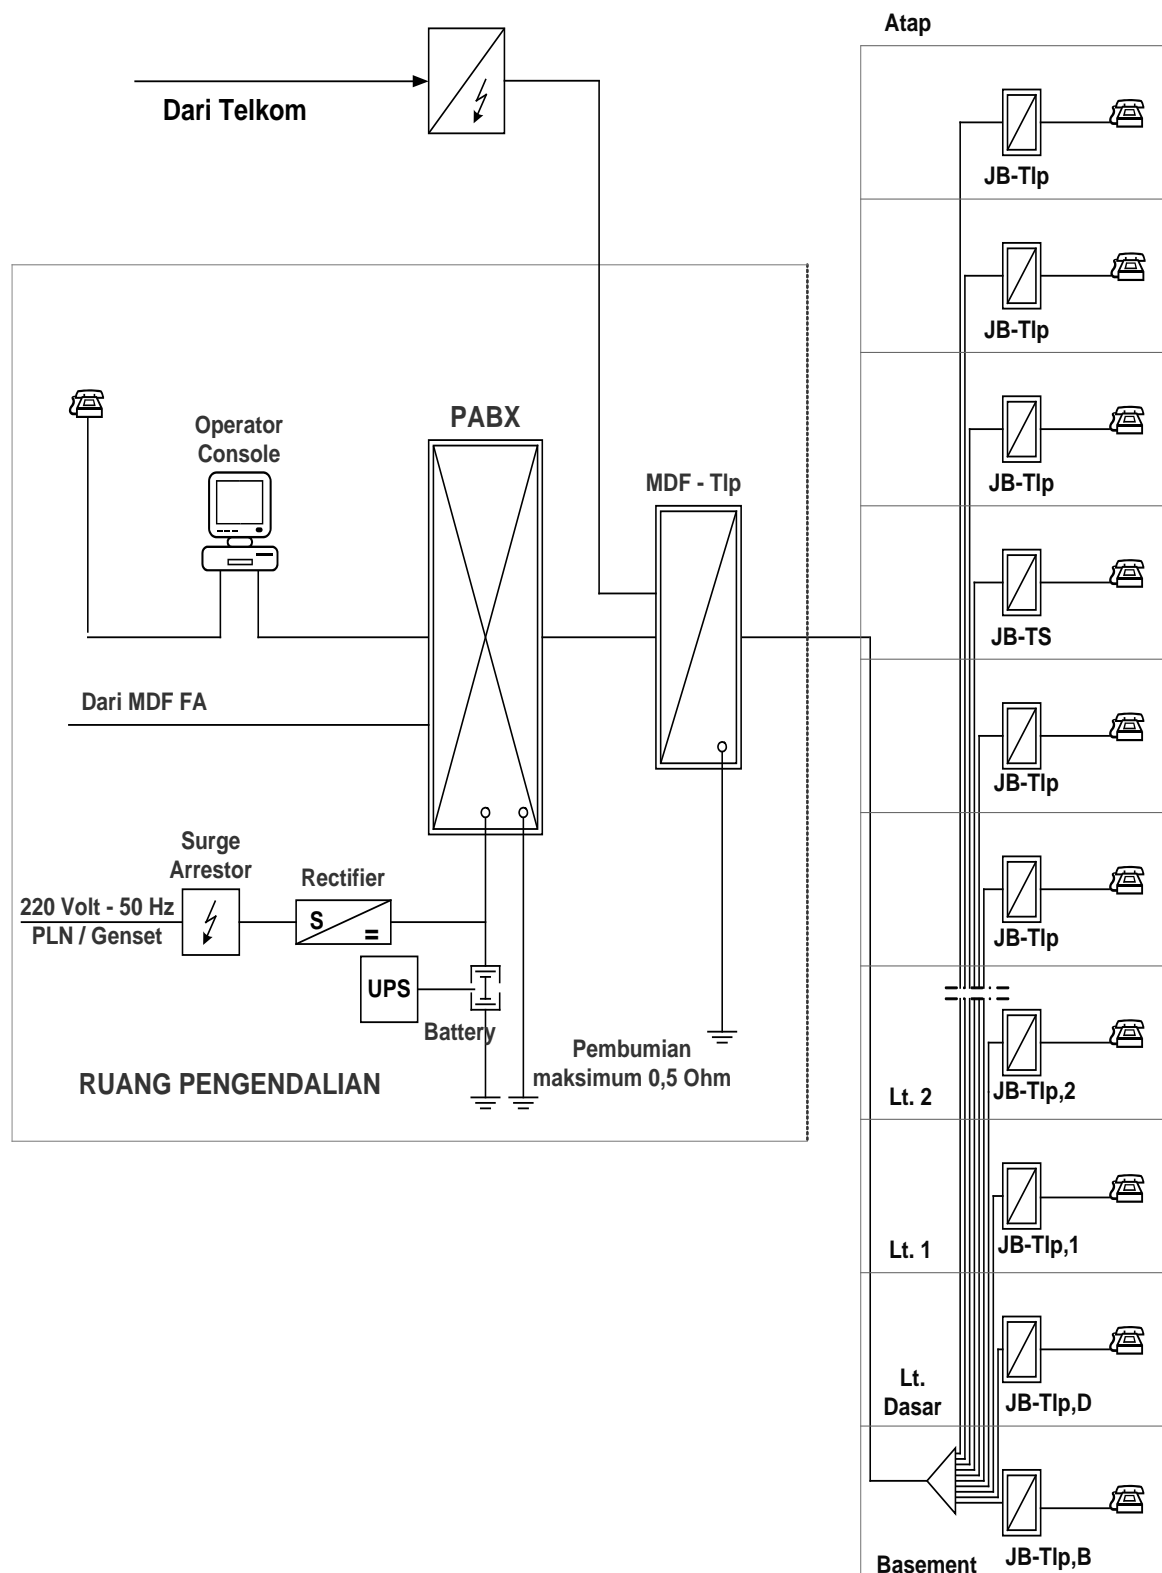 Atap
Dari Telkom
JB-Tlp
JB-Tlp
PABX
Operator
Console
MDF - Tlp
JB-Tlp
JB-TS
Dari MDF FA
JB-Tlp
Surge
Arrestor
Rectifier
220 Volt - 50 Hz
PLN / Genset
S
=
JB-Tlp
UPS
Battery
Pembumian
maksimum 0,5 Ohm
RUANG PENGENDALIAN
Lt. 2
JB-Tlp,2
Lt. 1
JB-Tlp,1
Lt.
Dasar
JB-Tlp,D
Basement
JB-Tlp,B